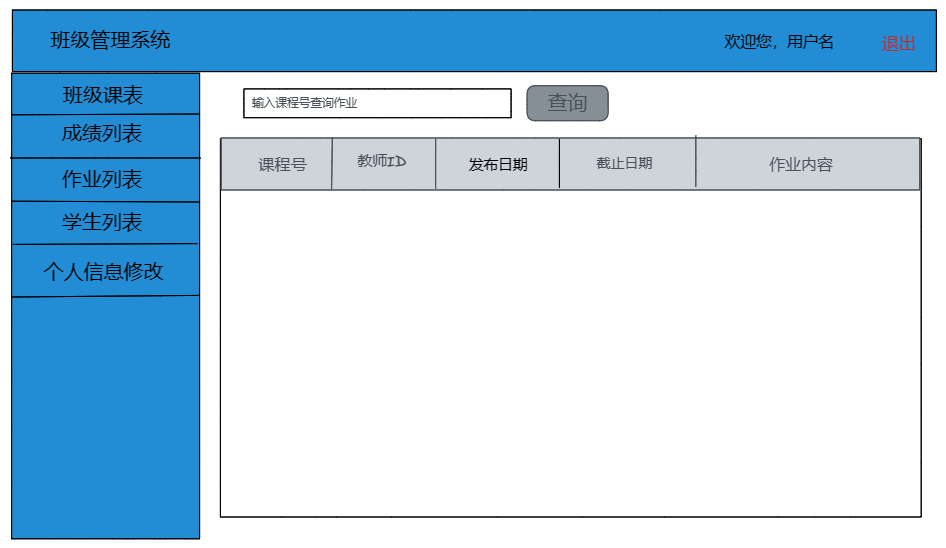 班级管理系统
欢迎您，用户名
退出
班级课表
成绩列表
作业列表
学生列表
个人信息修改
输入课程号查询作业
查询
课程号
教师ID
发布日期
截止日期
作业内容